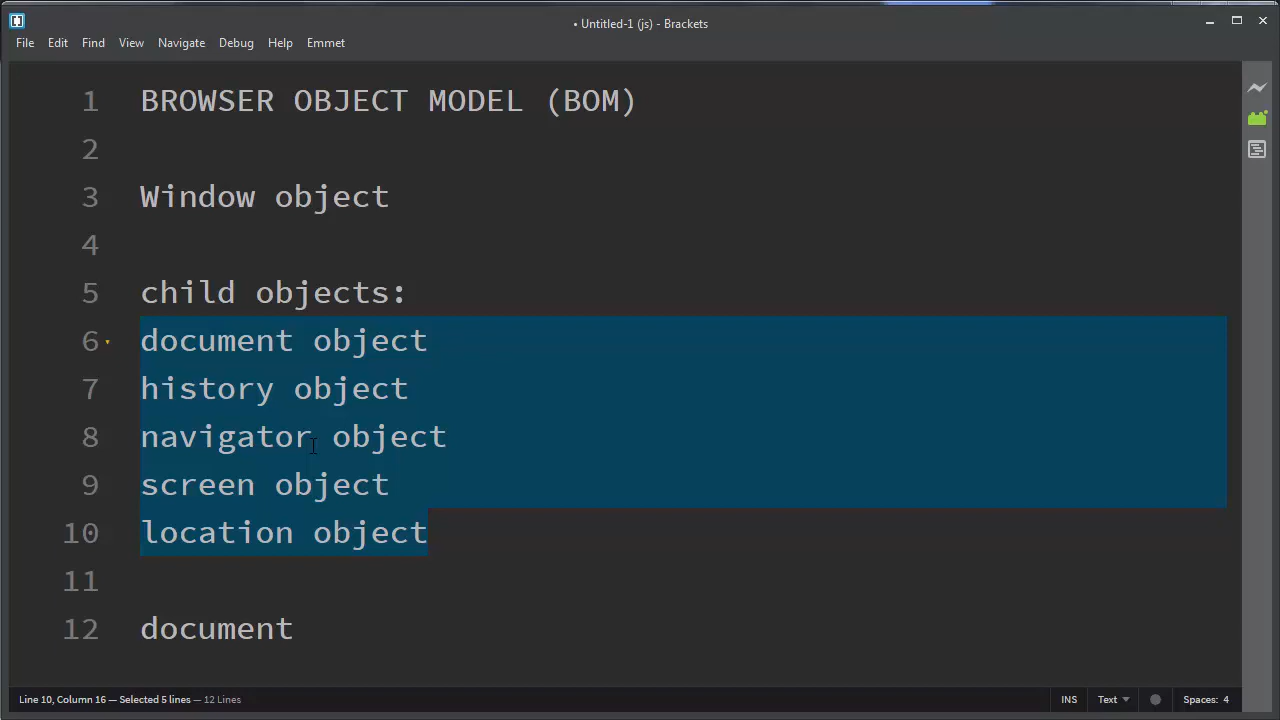 • Untitled-1 (js) - Brackets
File Edit Find View Navigate Debug Help Emmet
1 BROWSER OBJECT MODEL (BOM)
2
3 Window object
4
5 child objects:
6 document object
7 history object
8 navigator object
9 screen object
10 location object
11
12 document
Line 10, Column 16 — Selected 5 lines — 12 Lines INS Text Spaces: 4